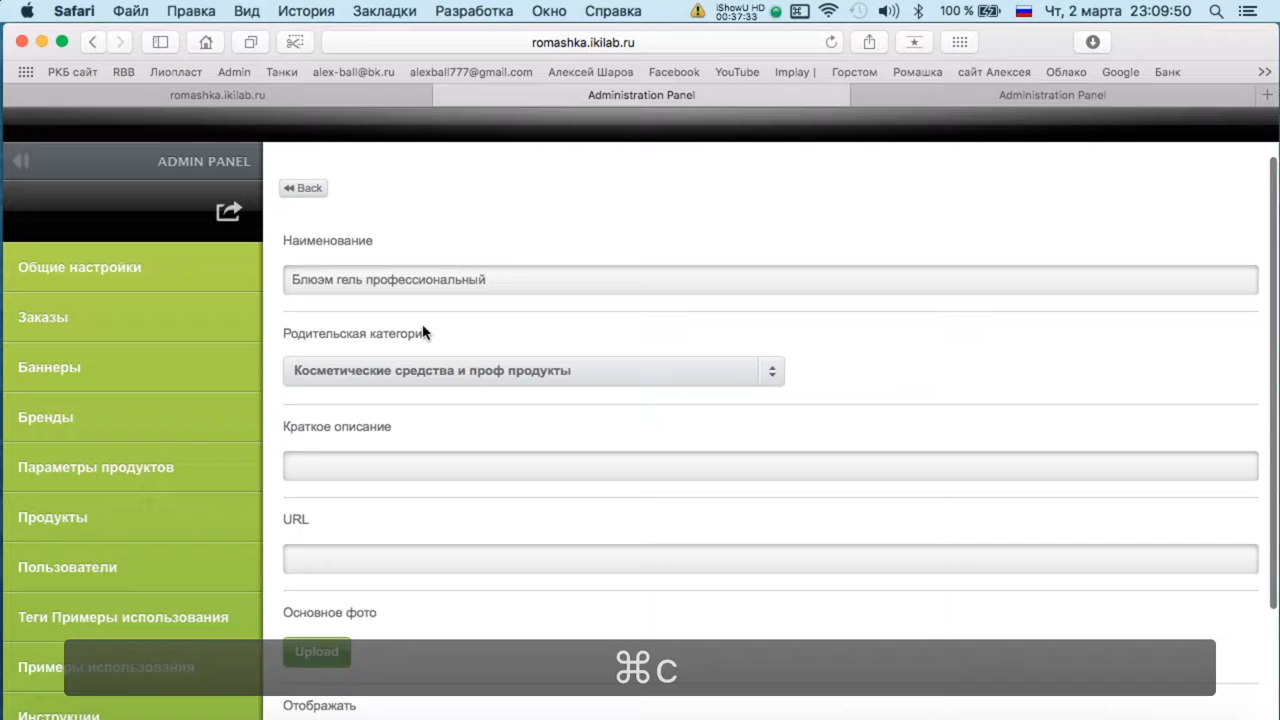 Safari Файл Правка Вид История Закладки Разработка Окно Справка iShowU HD 00:37:33 100 % Чт, 2 марта 23:09:50
romashka.ikilab.ru
РКБ сайт RBB Лиопласт Admin Танки alex-ball@bk.ru alexball777@gmail.com Алексей Шаров Facebook YouTube Implay | Горстом Ромашка сайт Алексея Облако Google Банк >>
romashka.ikilab.ru Administration Panel Administration Panel +
ADMIN PANEL
Back
Наименование
Блюэм гель профессиональный
Родительская категория
Косметические средства и проф продукты
Краткое описание
URL
Основное фото
Upload
Отображать
Общие настройки
Заказы
Баннеры
Бренды
Параметры продуктов
Продукты
Пользователи
Теги Примеры использования
Примеры использования
Инструкции
⌘C